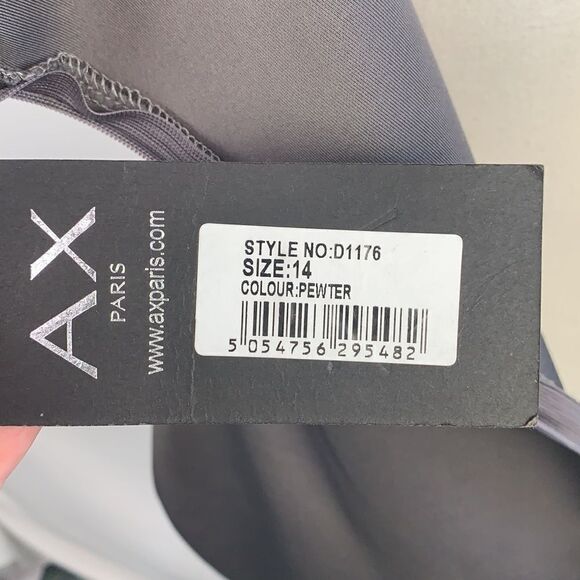 AX
PARIS
www.axparis.com
STYLE NO:D1176
SIZE:14
COLOUR:PEWTER
5 054756 295482